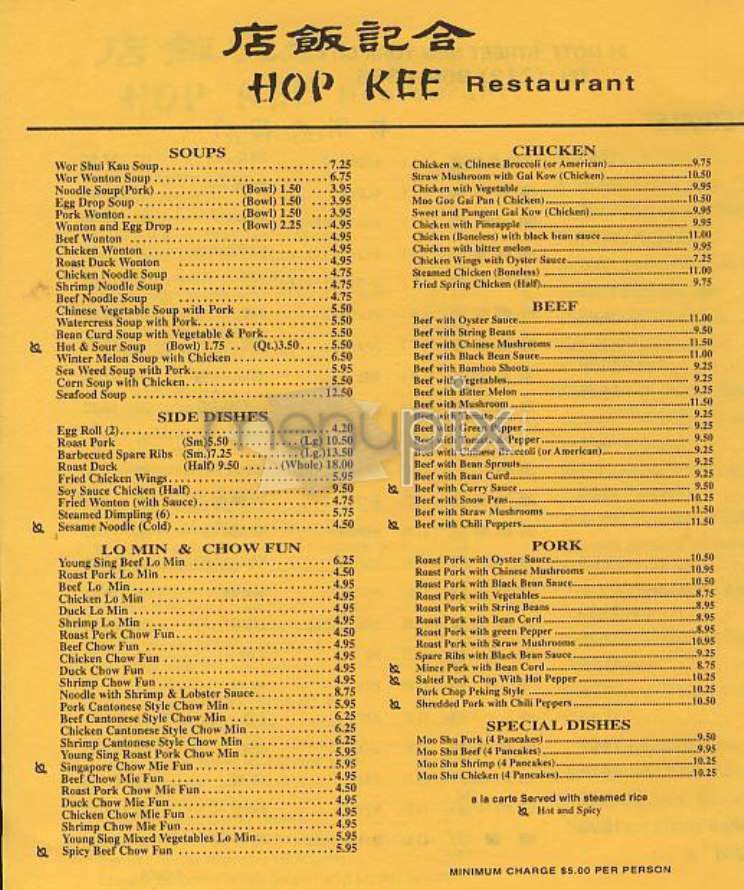 店飯記合
HOP KEE Restaurant
SOUPS
Wor Shui Kau Soup 7.25
Wor Wonton Soup 6.75
Noodle Soup(Pork) (Bowl) 1.50 3.95
Egg Drop Soup (Bowl) 1.50 3.95
Pork Wonton (Bowl) 1.50 3.95
Wonton and Egg Drop (Bowl) 2.25 4.95
Beef Wonton 4.95
Chicken Wonton 4.95
Roast Duck Wonton 4.95
Chicken Noodle Soup 4.75
Shrimp Noodle Soup 4.75
Beef Noodle Soup 4.75
Chinese Vegetable Soup with Pork 5.50
Watercress Soup with Pork 5.50
Bean Curd Soup with Vegetable & Pork 5.50
Hot & Sour Soup (Bowl) 1.75 (Qt.)3.50 5.50
Winter Melon Soup with Chicken 6.50
Sea Weed Soup with Pork 5.95
Corn Soup with Chicken 5.50
Seafood Soup 12.50
SIDE DISHES
Egg Roll (2) 4.20
Roast Pork (Sm)5.50 (Lg) 10.50
Barbecued Spare Ribs (Sm.)7.25 (Lg.)13.50
Roast Duck (Half) 9.50 (Whole) 18.00
Fried Chicken Wings 5.95
Soy Sauce Chicken (Half) 9.50
Fried Wonton (with Sauce) 4.75
Steamed Dimpling (6) 5.75
Sesame Noodle (Cold) 4.50
LO MIN & CHOW FUN
Young Sing Beef Lo Min 6.25
Roast Pork Lo Min 4.50
Beef Lo Min 4.95
Chicken Lo Min 4.95
Duck Lo Min 4.95
Shrimp Lo Min 4.95
Roast Pork Chow Fun 4.50
Beef Chow Fun 4.95
Chicken Chow Fun 4.95
Duck Chow Fun 4.95
Shrimp Chow Fun 4.95
Noodle with Shrimp & Lobster Sauce 8.75
Pork Cantonese Style Chow Min 5.95
Beef Cantonese Style Chow Min 6.25
Chicken Cantonese Style Chow Min 6.25
Shrimp Cantonese Style Chow Min 6.25
Young Sing Roast Pork Chow Min 5.95
Singapore Chow Mie Fun 5.95
Beef Chow Mie Fun 4.95
Roast Pork Chow Mie Fun 4.50
Duck Chow Mie Fun 4.95
Chicken Chow Mie Fun 4.95
Shrimp Chow Mie Fun 4.95
Young Sing Mixed Vegetables Lo Min 5.95
Spicy Beef Chow Fun 5.95
CHICKEN
Chicken w. Chinese Broccoli (or American) 9.75
Straw Mushroom with Gai Kow (Chicken) 10.50
Chicken with Vegetable 9.95
Moo Goo Gai Pan ( Chicken) 10.50
Sweet and Pungent Gai Kow (Chicken) 9.95
Chicken with Pineapple 9.95
Chicken (Boneless) with black bean sauce 11.00
Chicken with bitter melon 9.95
Chicken Wings with Oyster Sauce 7.25
Steamed Chicken (Boneless) 11.00
Fried Spring Chicken (Half) 9.75
BEEF
Beef with Oyster Sauce 11.00
Beef with String Beans 9.50
Beef with Chinese Mushrooms 11.50
Beef with Black Bean Sauce 11.00
Beef with Bamboo Shoots 9.25
Beef with Vegetables 9.25
Beef with Bitter Melon 9.25
Beef with Mushroom 11.50
Beef with 9.25
Beef with Green Pepper 9.25
Beef with Pepper 9.50
Beef with Chinese Broccoli (or American) 9.25
Beef with Bean Sprouts 9.25
Beef with Bean Curd 9.25
Beef with Curry Sauce 9.50
Beef with Snow Peas 10.25
Beef with Straw Mushrooms 11.50
Beef with Chili Peppers 11.50
PORK
Roast Pork with Oyster Sauce 10.50
Roast Pork with Chinese Mushrooms 10.95
Roast Pork with Black Bean Sauce 10.50
Roast Pork with Vegetables 8.75
Roast Pork with String Beans 8.95
Roast Pork with Bean Curd 8.95
Roast Pork with green Pepper 8.95
Roast Pork with Straw Mushrooms 10.95
Spare Ribs with Black Bean Sauce 9.25
Mince Pork with Bean Curd 8.75
Salted Pork Chop With Hot Pepper 10.25
Pork Chop Peking Style 10.25
Shredded Pork with Chili Peppers 10.50
SPECIAL DISHES
Moo Shu Pork (4 Pancakes) 9.50
Moo Shu Beef (4 Pancakes) 9.95
Moo Shu Shrimp (4 Pancakes) 10.25
Moo Shu Chicken (4 Pancakes) 10.25
a la carte Served with steamed rice
Hot and Spicy
MINIMUM CHARGE $5.00 PER PERSON
menupix